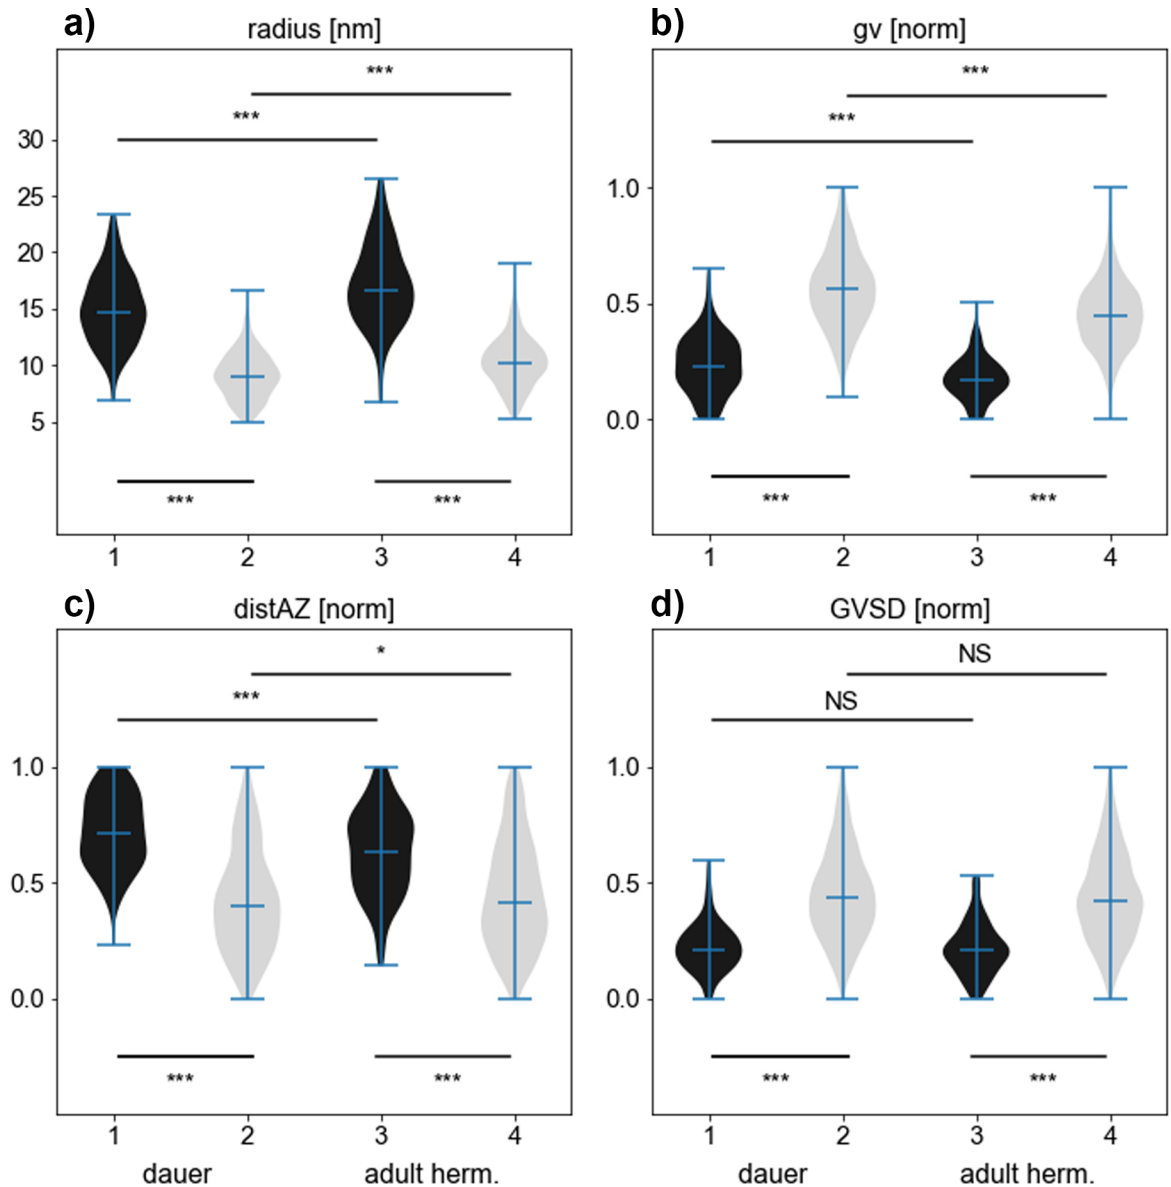 a) radius [nm]
***
***
30
25
20
15
10
5
*** ***
1 2 3 4
b) gv [norm]
***
***
1.0
0.5
0.0
*** ***
1 2 3 4
c) distAZ [norm]
*
***
1.0
0.5
0.0
*** ***
1 2 3 4
dauer adult herm.
d) GVSD [norm]
NS
NS
1.0
0.5
0.0
*** ***
1 2 3 4
dauer adult herm.